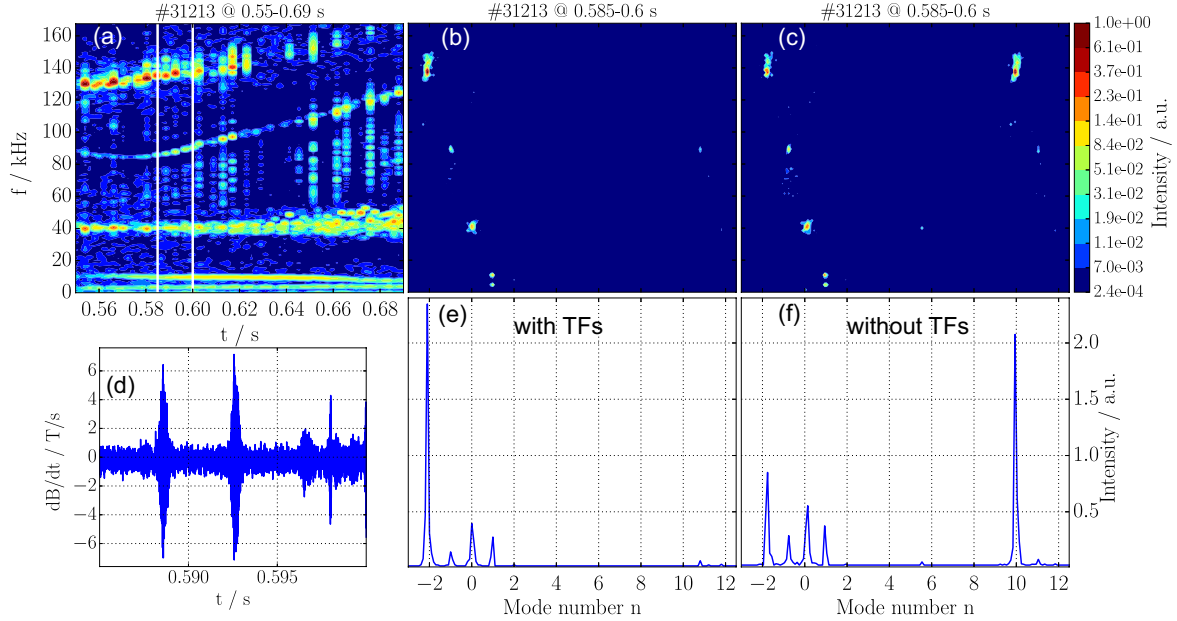 #31213 @ 0.55-0.69 s
#31213 @ 0.585-0.6 s
#31213 @ 0.585-0.6 s
(a)
(b)
(c)
160
140
120
100
80
60
40
20
0
f / kHz
0.56 0.58 0.60 0.62 0.64 0.66 0.68
t / s
1.0e+00
6.1e-01
3.7e-01
2.3e-01
1.4e-01
8.4e-02
5.1e-02
3.1e-02
1.9e-02
1.1e-02
7.0e-03
2.4e-04
Intensity / a.u.
(d)
6
4
2
0
−2
−4
−6
dB/dt / T/s
0.590 0.595
t / s
(e)
with TFs
−2 0 2 4 6 8 10 12
Mode number n
(f)
without TFs
−2 0 2 4 6 8 10 12
Mode number n
2.0
1.5
1.0
0.5
Intensity / a.u.